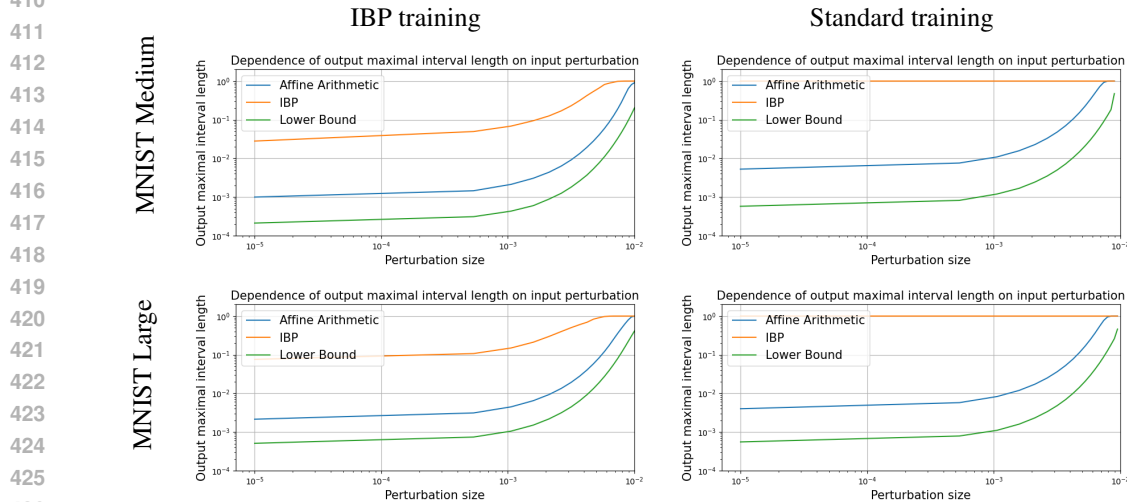 410
411
412
413
414
415
416
417
418
419
420
421
422
423
424
425
IBP training
Standard training
MNIST Medium
Dependence of output maximal interval length on input perturbation
Output maximal interval length
Affine Arithmetic
IBP
Lower Bound
10⁰
10⁻¹
10⁻²
10⁻³
10⁻⁴
10⁻⁵
10⁻⁴
10⁻³
10⁻²
Perturbation size
Dependence of output maximal interval length on input perturbation
Output maximal interval length
Affine Arithmetic
IBP
Lower Bound
10⁰
10⁻¹
10⁻²
10⁻³
10⁻⁴
10⁻⁵
10⁻⁴
10⁻³
10⁻²
Perturbation size
MNIST Large
Dependence of output maximal interval length on input perturbation
Output maximal interval length
Affine Arithmetic
IBP
Lower Bound
10⁰
10⁻¹
10⁻²
10⁻³
10⁻⁴
10⁻⁵
10⁻⁴
10⁻³
10⁻²
Perturbation size
Dependence of output maximal interval length on input perturbation
Output maximal interval length
Affine Arithmetic
IBP
Lower Bound
10⁰
10⁻¹
10⁻²
10⁻³
10⁻⁴
10⁻⁵
10⁻⁴
10⁻³
10⁻²
Perturbation size